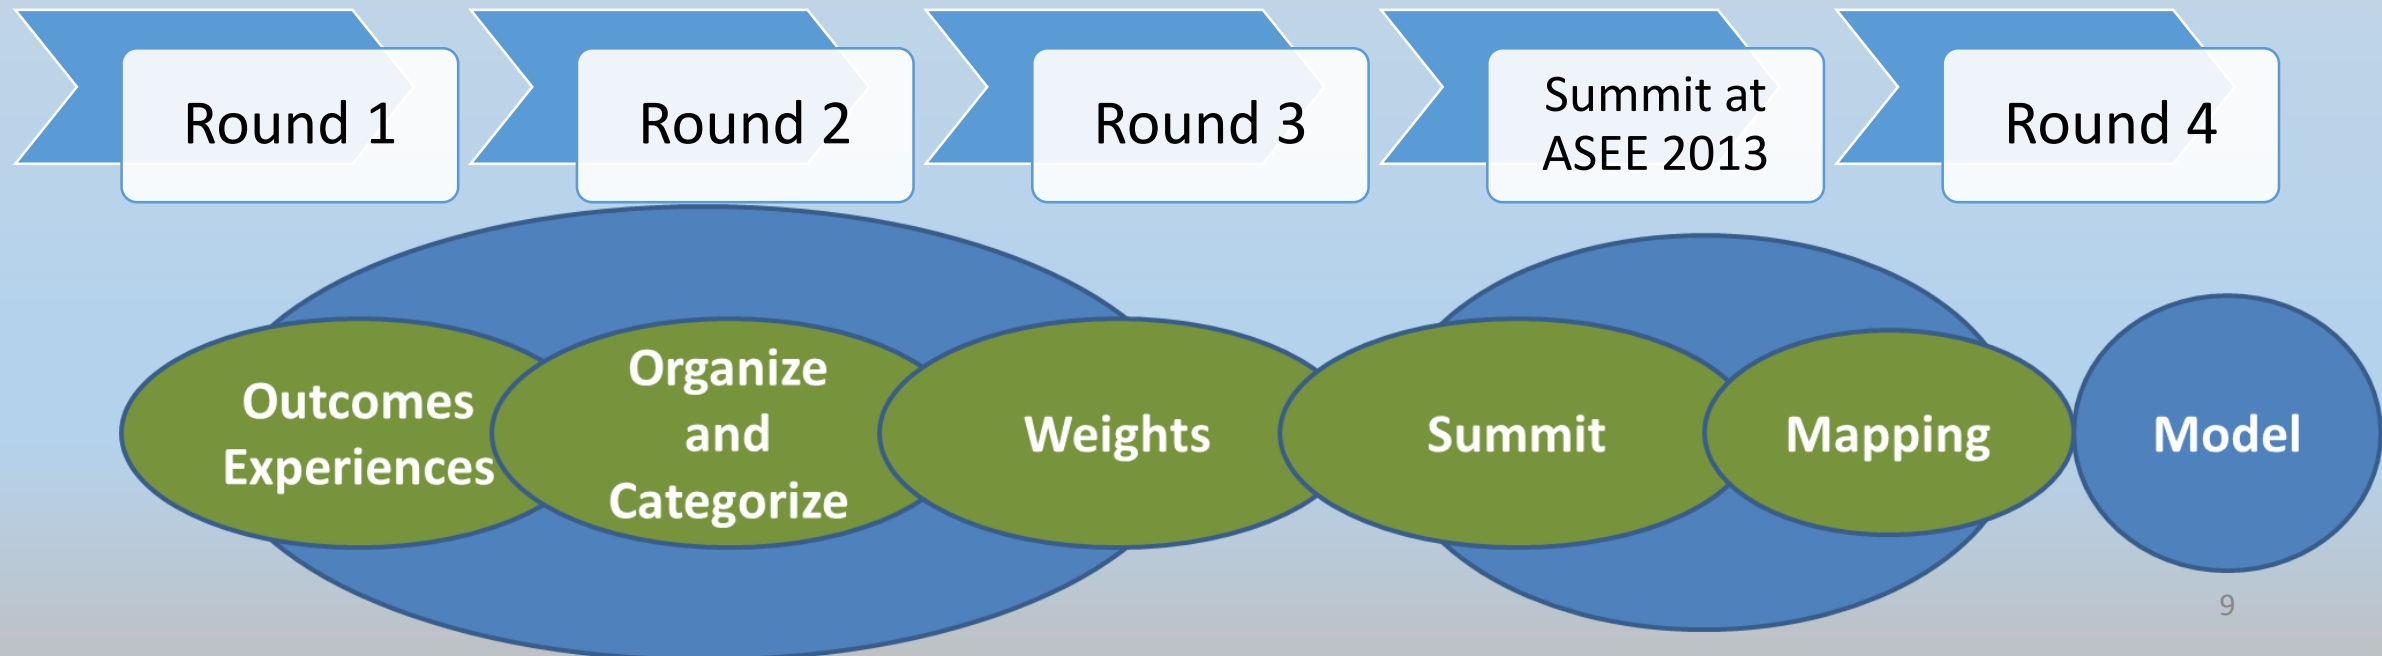 Round 1
Round 2
Round 3
Summit at
ASEE 2013
Round 4
Outcomes
Experiences
Organize
and
Categorize
Weights
Summit
Mapping
Model
9